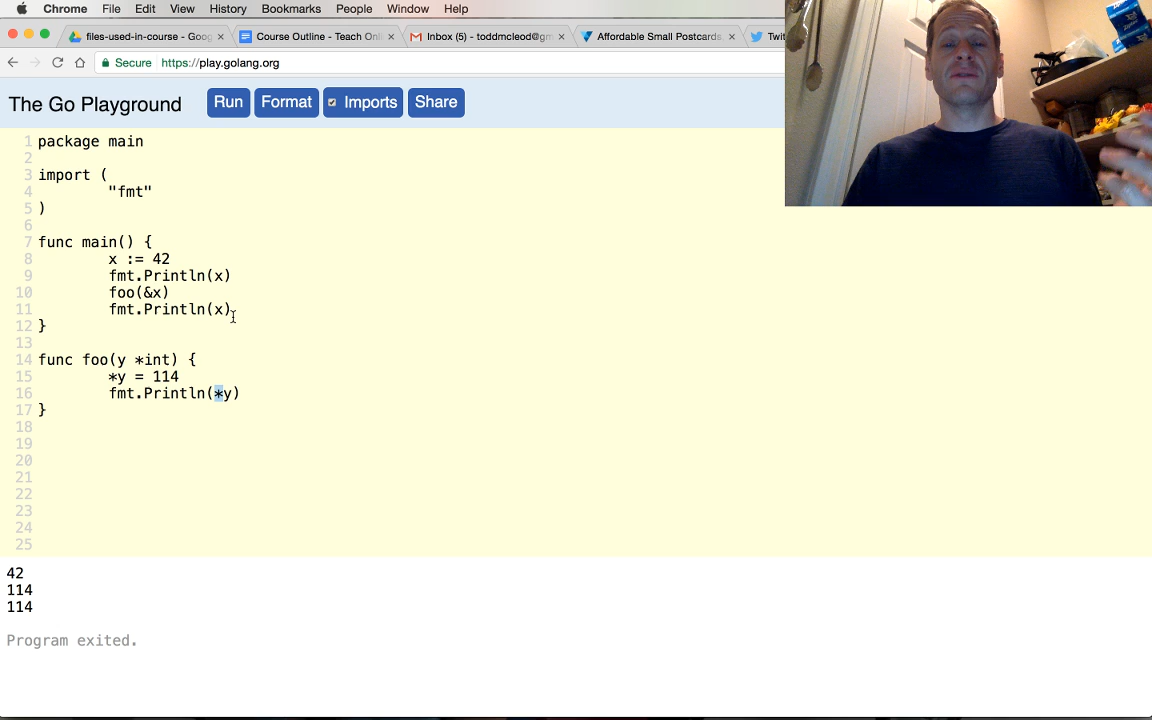 Chrome File Edit View History Bookmarks People Window Help
files-used-in-course - Goog × Course Outline - Teach Onl × Inbox (5) - toddmcleod@gm × Affordable Small Postcards, × Twit
Secure https://play.golang.org
The Go Playground Run Format Imports Share
1 package main
2
3 import (
4 "fmt"
5 )
6
7 func main() {
8 x := 42
9 fmt.Println(x)
10 foo(&x)
11 fmt.Println(x)
12 }
13
14 func foo(y *int) {
15 *y = 114
16 fmt.Println(*y)
17 }
18
19
20
21
22
23
24
25
42
114
114
Program exited.